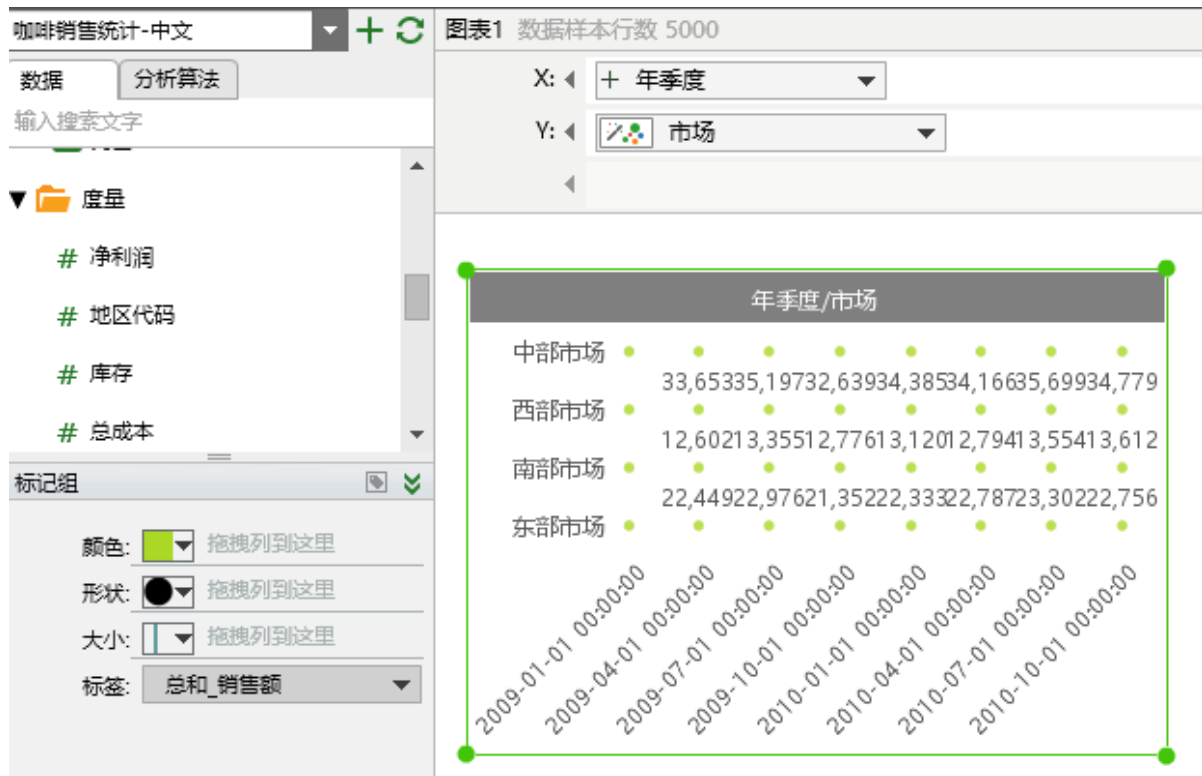 咖啡销售统计-中文
数据 分析算法
输入搜索文字
度量
# 净利润
# 地区代码
# 库存
# 总成本
标记组
颜色: 拖拽列到这里
形状: 拖拽列到这里
大小: 拖拽列到这里
标签: 总和_销售额
图表1 数据样本行数 5000
X: + 年季度
Y: 市场
年季度/市场
中部市场
33,65335,19732,63934,38534,16635,69934,779
西部市场
12,60213,35512,77613,12012,79413,55413,612
南部市场
22,44922,97621,35222,33322,78723,30222,756
东部市场
2009-01-01 00:00:00
2009-04-01 00:00:00
2009-07-01 00:00:00
2009-10-01 00:00:00
2010-01-01 00:00:00
2010-04-01 00:00:00
2010-07-01 00:00:00
2010-10-01 00:00:00